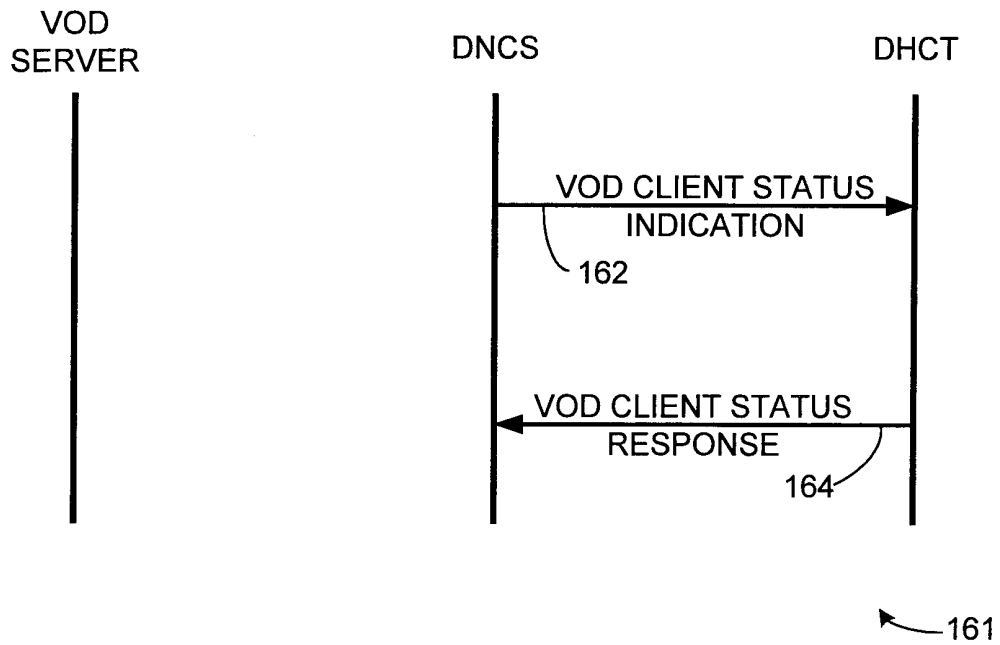 VOD
SERVER
DNCS
DHCT
VOD CLIENT STATUS
INDICATION
162
VOD CLIENT STATUS
RESPONSE
164
161